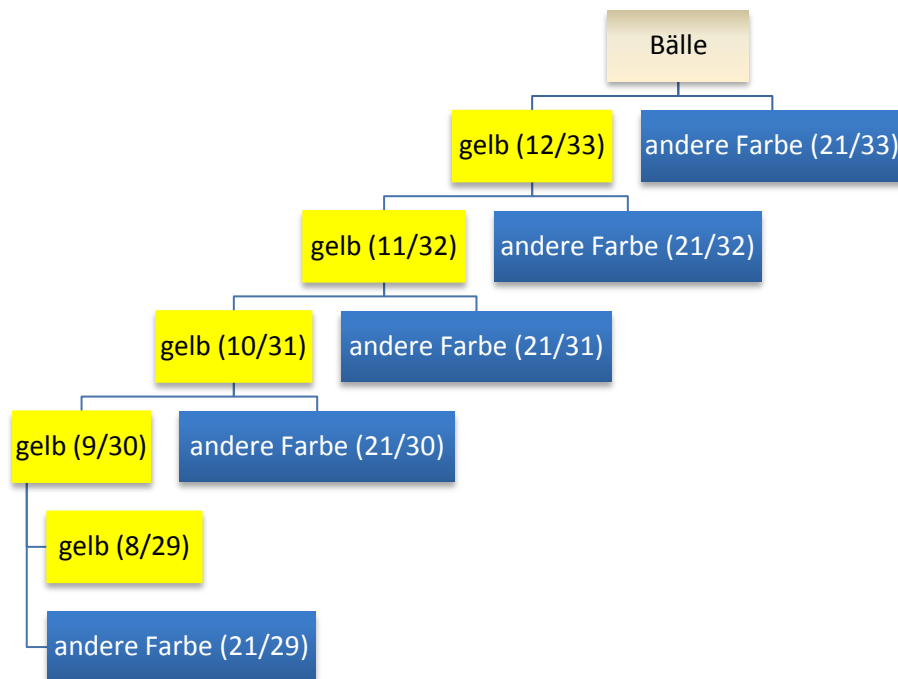 Bälle
gelb (12/33)
andere Farbe (21/33)
gelb (11/32)
andere Farbe (21/32)
gelb (10/31)
andere Farbe (21/31)
gelb (9/30)
andere Farbe (21/30)
gelb (8/29)
andere Farbe (21/29)